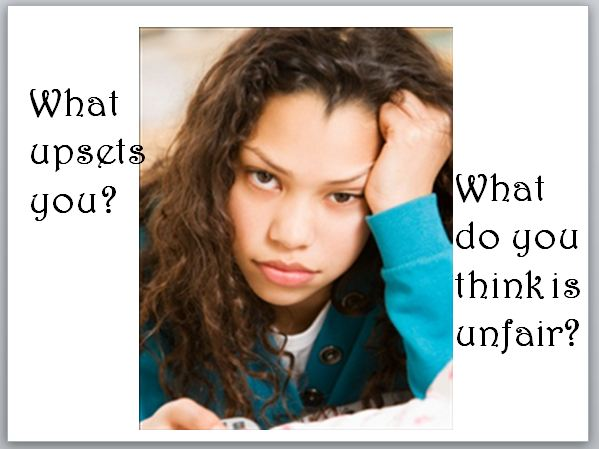 What
upsets
you?
What
do you
think is
unfair?